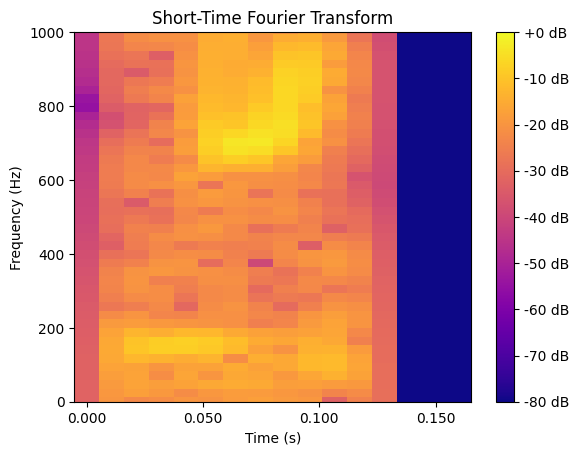 Short-Time Fourier Transform
1000
800
600
400
200
0
Frequency (Hz)
0.000
0.050
0.100
0.150
Time (s)
+0 dB
-10 dB
-20 dB
-30 dB
-40 dB
-50 dB
-60 dB
-70 dB
-80 dB